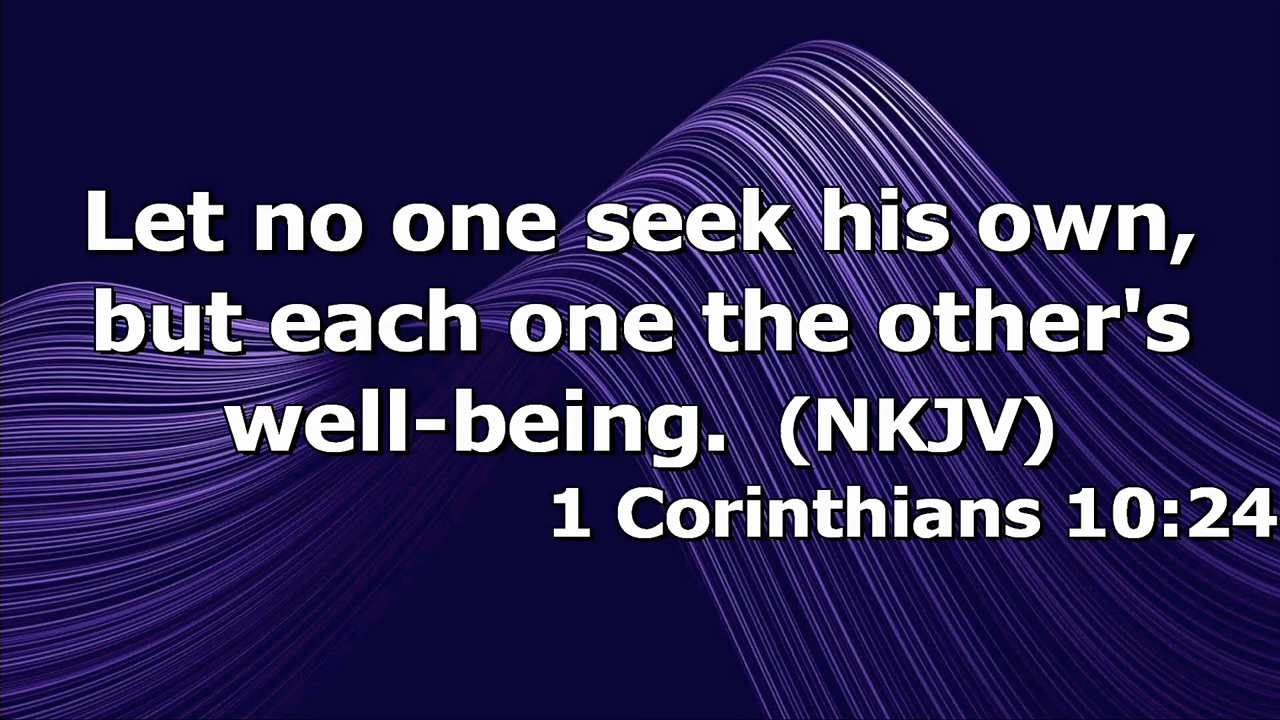 Let no one seek his own,
but each one the other's
well-being.  (NKJV)
1 Corinthians 10:24